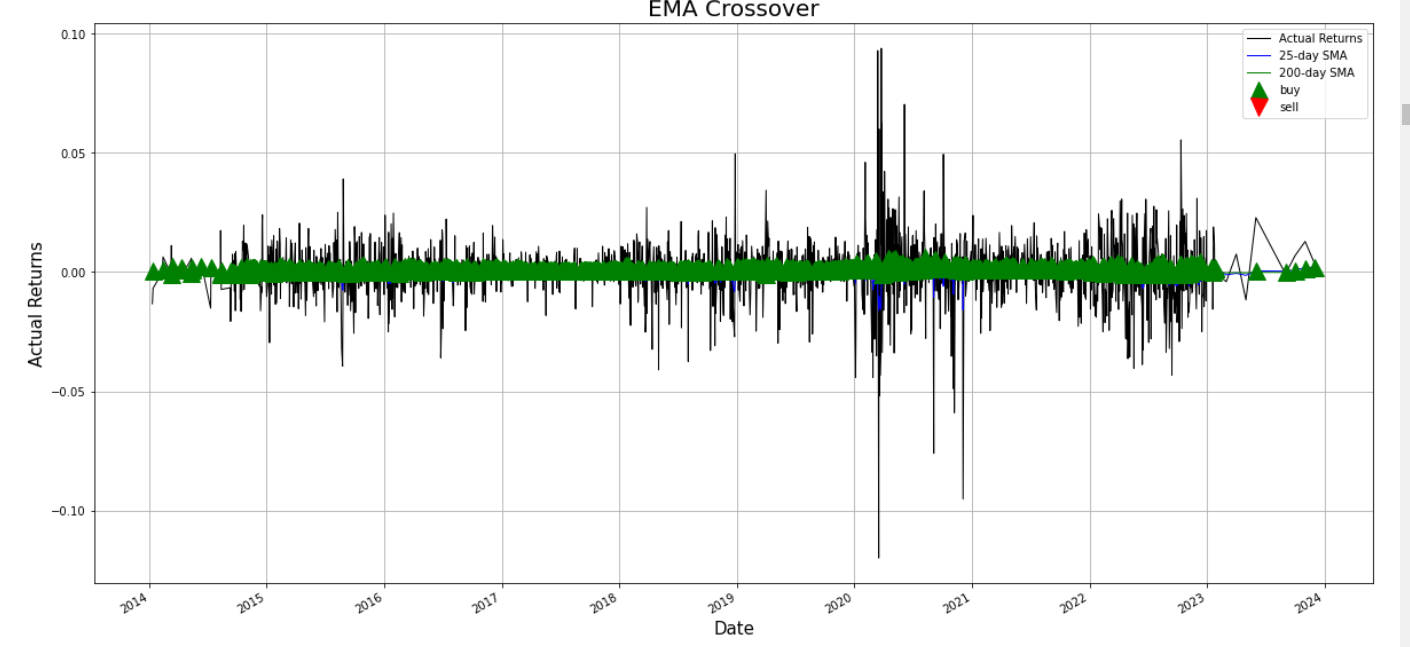 EMA Crossover
Actual Returns
25-day SMA
200-day SMA
buy
sell
0.10
0.05
0.00
−0.05
−0.10
Actual Returns
2014
2015
2016
2017
2018
2019
2020
2021
2022
2023
2024
Date